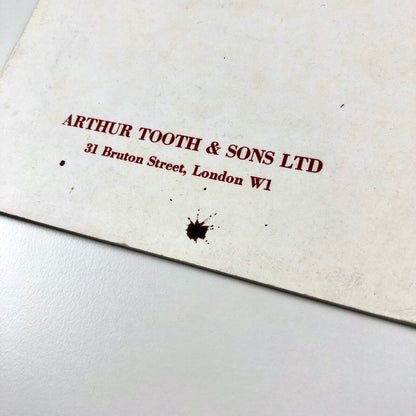 ARTHUR TOOTH & SONS LTD
31 Bruton Street, London W1